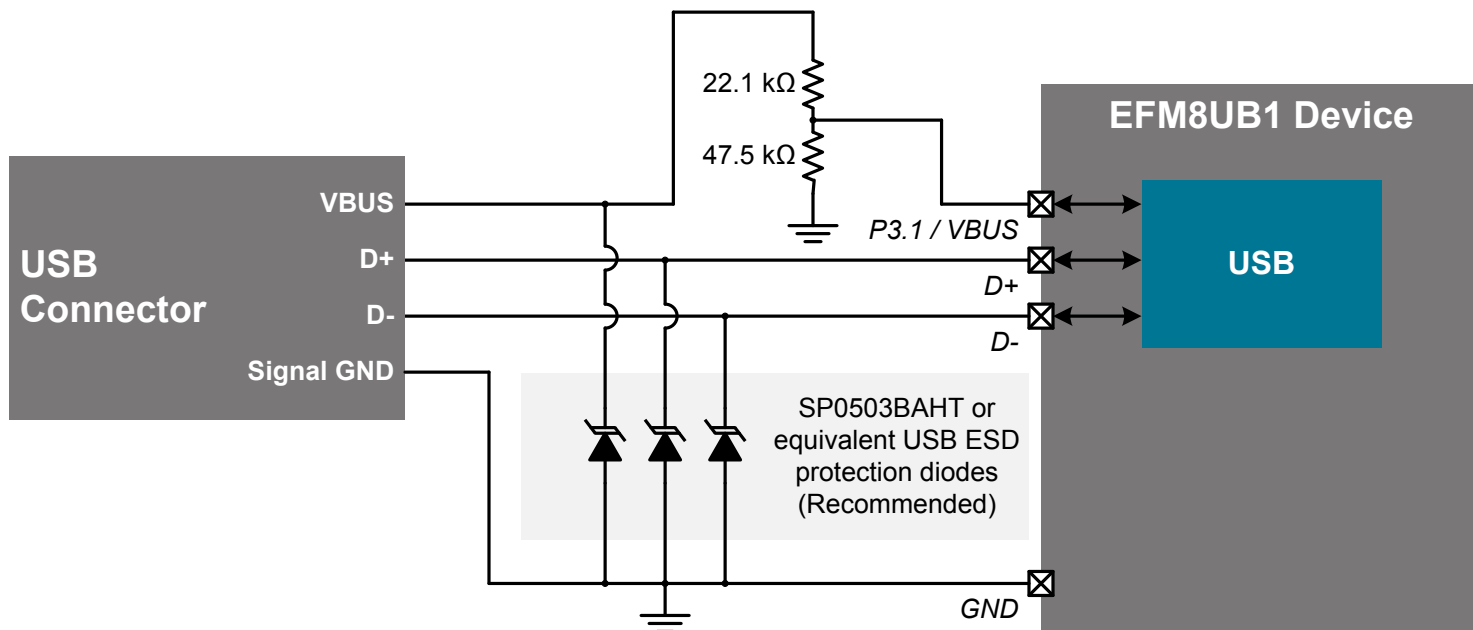 22.1 kΩ
47.5 kΩ
EFM8UB1 Device
VBUS
D+
D-
Signal GND
USB
Connector
P3.1 / VBUS
D+
D-
USB
SP0503BAHT or
equivalent USB ESD
protection diodes
(Recommended)
GND